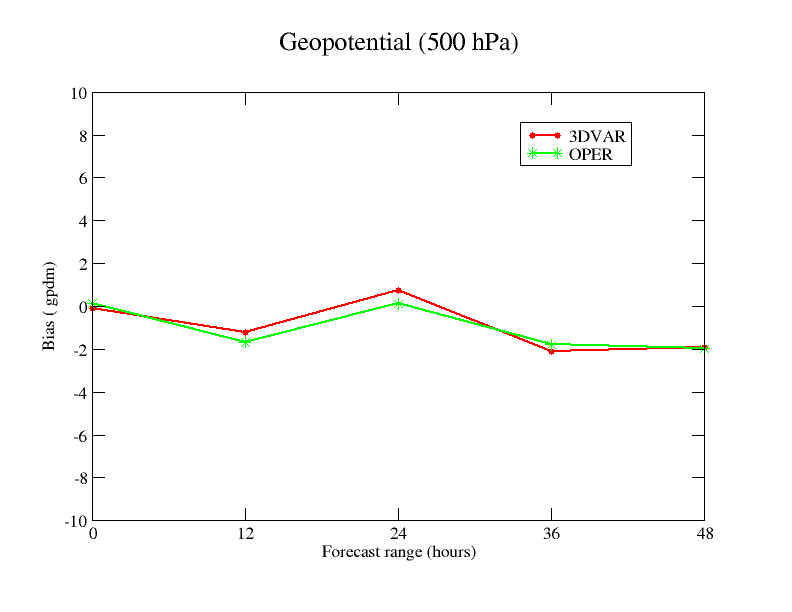 Geopotential (500 hPa)
10
8
6
4
2
0
-2
-4
-6
-8
-10
Bias ( gpdm)
3DVAR
OPER
0 12 24 36 48
Forecast range (hours)